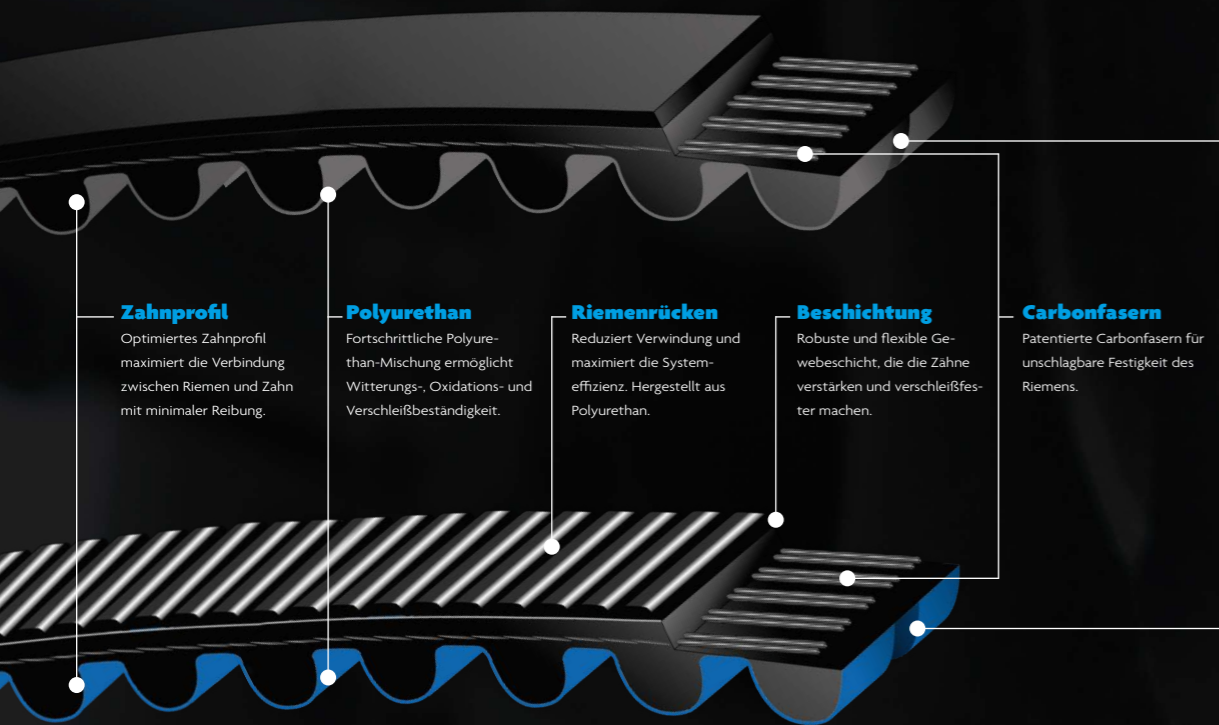 Zahnprofil
Optimiertes Zahnprofil
maximiert die Verbindung
zwischen Riemen und Zahn
mit minimaler Reibung.
Polyurethan
Fortschrittliche Polyure-
than-Mischung ermöglicht
Witterungs-, Oxidations- und
Verschleißbeständigkeit.
Riemenrücken
Reduziert Verwindung und
maximiert die System-
effizienz. Hergestellt aus
Polyurethan.
Beschichtung
Robuste und flexible Ge-
webeschicht, die die Zähne
verstärken und verschleißfes-
ter machen.
Carbonfasern
Patentierte Carbonfasern für
unschlagbare Festigkeit des
Riemens.